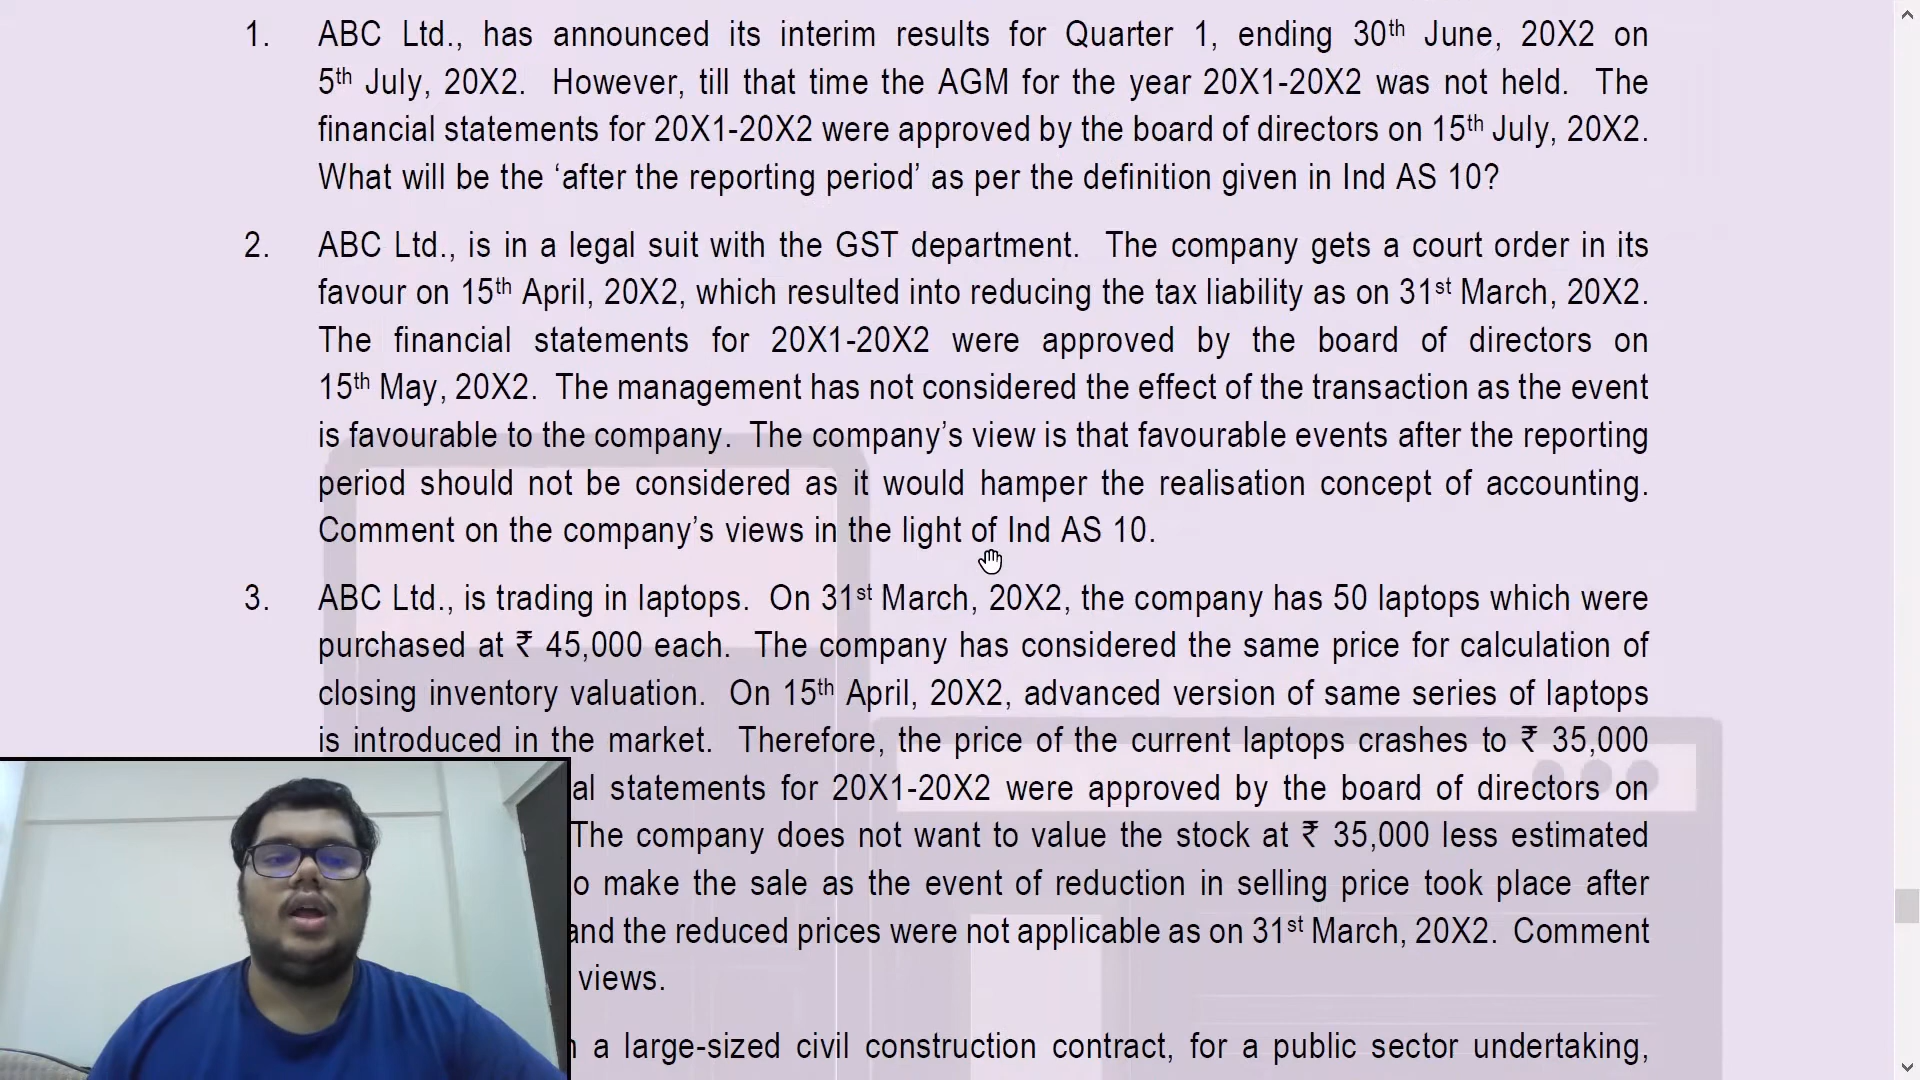 1. ABC Ltd., has announced its interim results for Quarter 1, ending 30th June, 20X2 on
5th July, 20X2. However, till that time the AGM for the year 20X1-20X2 was not held. The
financial statements for 20X1-20X2 were approved by the board of directors on 15th July, 20X2.
What will be the ‘after the reporting period’ as per the definition given in Ind AS 10?
2. ABC Ltd., is in a legal suit with the GST department. The company gets a court order in its
favour on 15th April, 20X2, which resulted into reducing the tax liability as on 31st March, 20X2.
The financial statements for 20X1-20X2 were approved by the board of directors on
15th May, 20X2. The management has not considered the effect of the transaction as the event
is favourable to the company. The company’s view is that favourable events after the reporting
period should not be considered as it would hamper the realisation concept of accounting.
Comment on the company’s views in the light of Ind AS 10.
3. ABC Ltd., is trading in laptops. On 31st March, 20X2, the company has 50 laptops which were
purchased at ₹ 45,000 each. The company has considered the same price for calculation of
closing inventory valuation. On 15th April, 20X2, advanced version of same series of laptops
is introduced in the market. Therefore, the price of the current laptops crashes to ₹ 35,000
al statements for 20X1-20X2 were approved by the board of directors on
The company does not want to value the stock at ₹ 35,000 less estimated
o make the sale as the event of reduction in selling price took place after
and the reduced prices were not applicable as on 31st March, 20X2. Comment
views.
a large-sized civil construction contract, for a public sector undertaking,